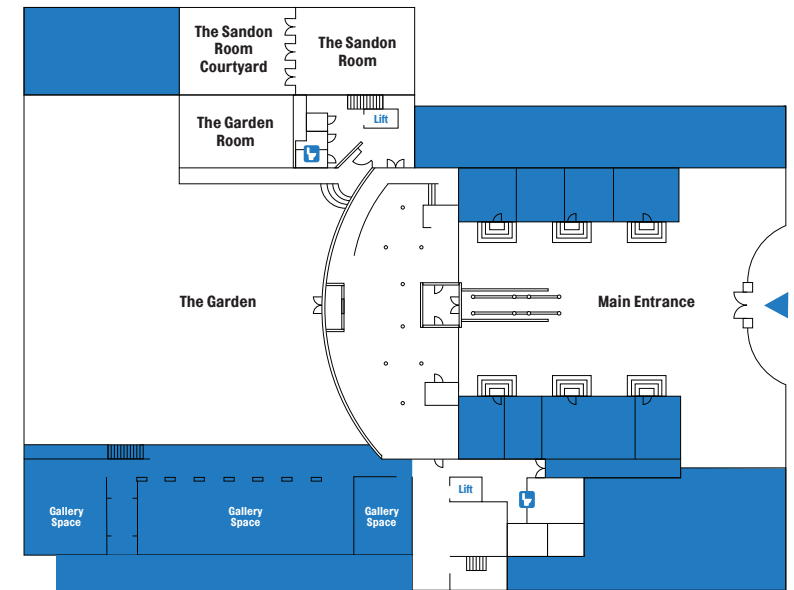 The Sandon
Room
Courtyard
The Sandon
Room
The Garden
Room
Lift
The Garden
Main Entrance
Lift
Gallery
Space
Gallery
Space
Gallery
Space